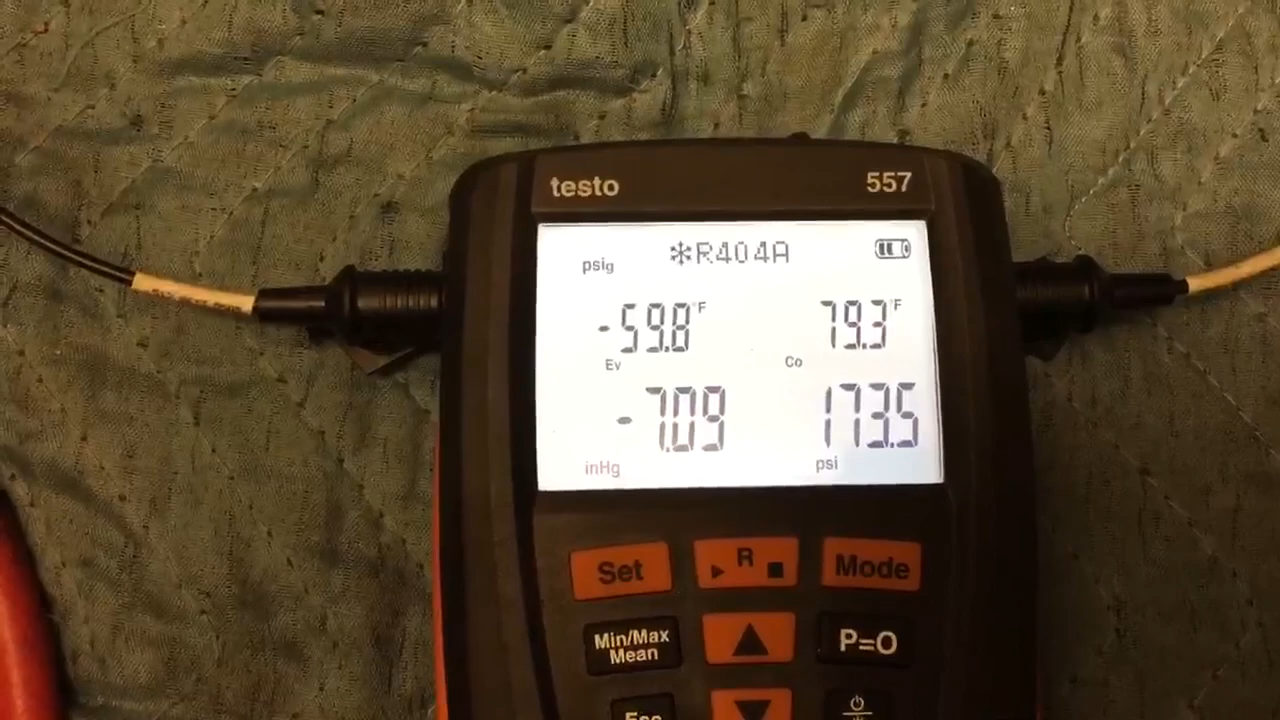 testo 557
psig ❄R404A
-59.8°F 79.3°F
Ev Co
-7.09 173.5
inHg psi
Set R Mode
Min/Max P=O
Mean
Esc